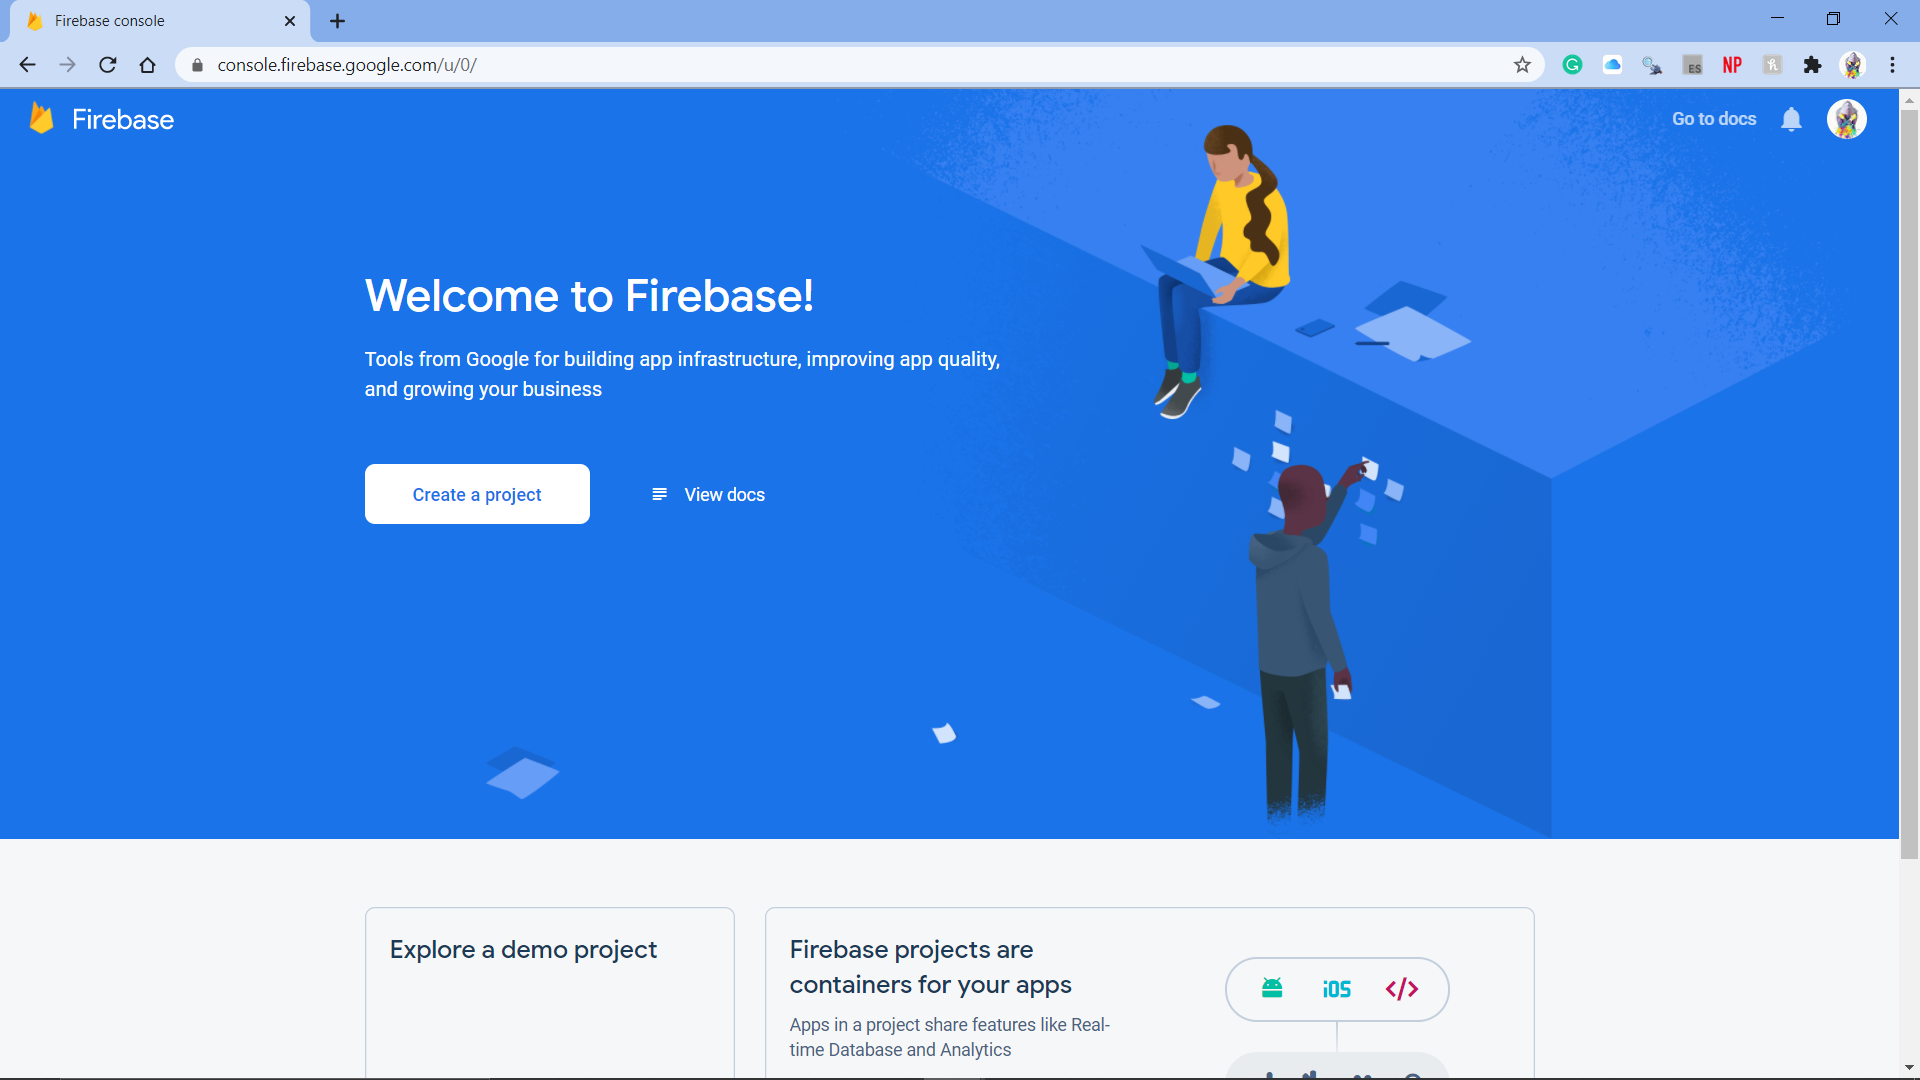 Firebase console
console.firebase.google.com/u/0/
ES
NP
Firebase
Go to docs
Welcome to Firebase!
Tools from Google for building app infrastructure, improving app quality,
and growing your business
Create a project
View docs
Explore a demo project
Firebase projects are
containers for your apps
iOS
Apps in a project share features like Real-
time Database and Analytics